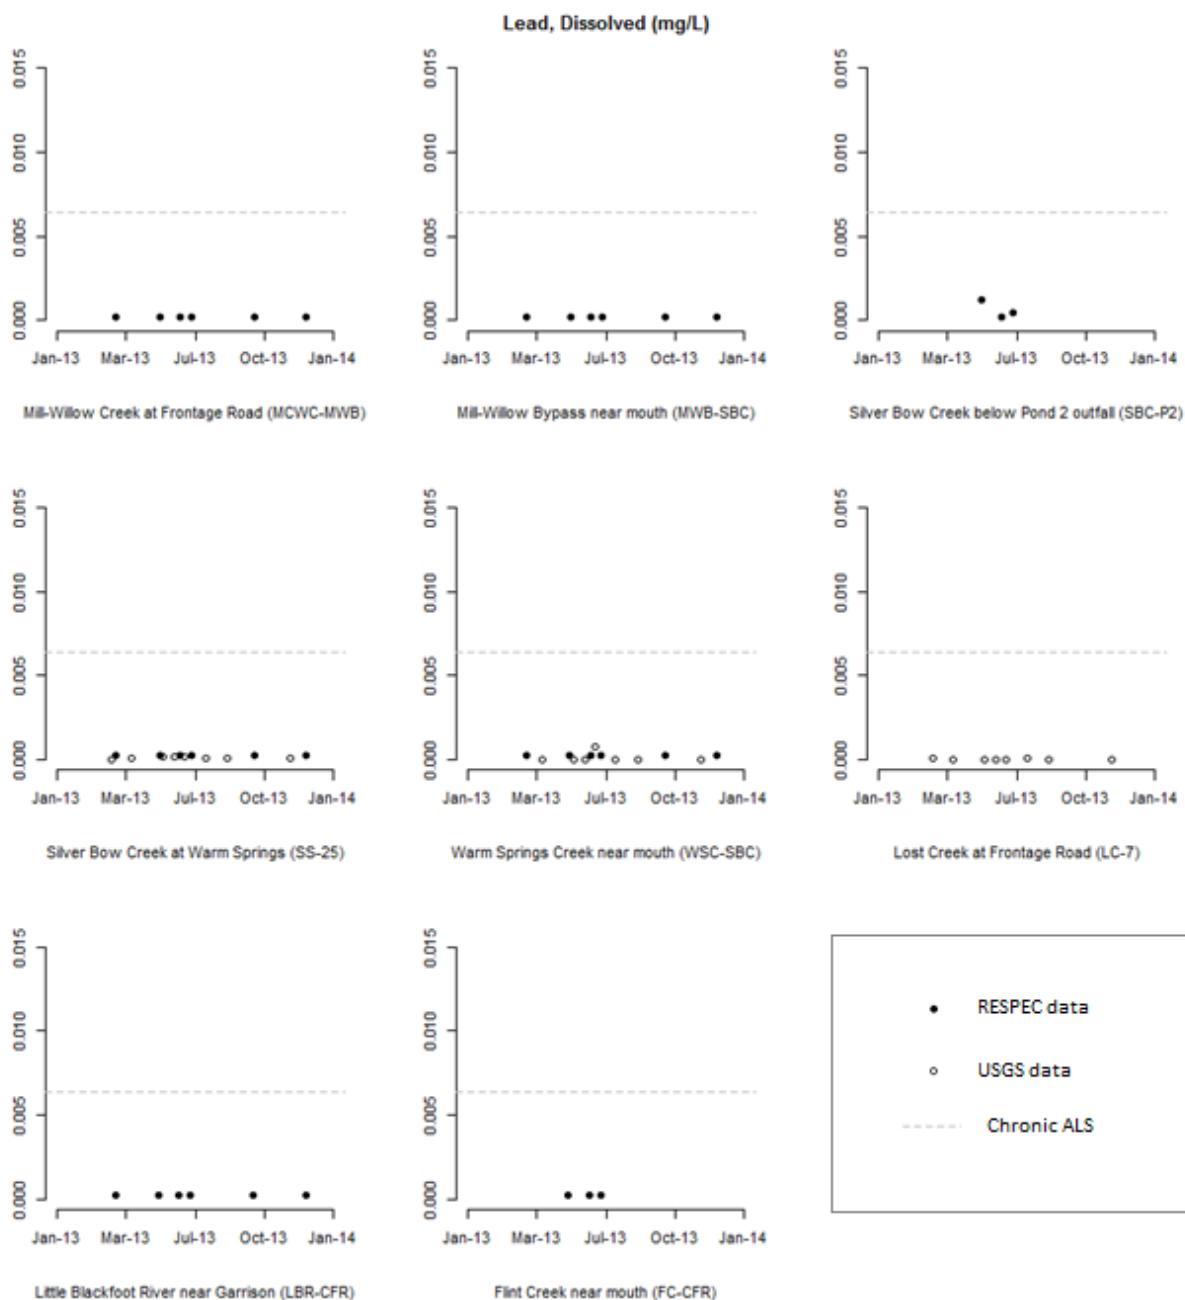 Lead, Dissolved (mg/L)
0.015
0.010
0.005
0.000
Jan-13 Mar-13 Jul-13 Oct-13 Jan-14
Mill-Willow Creek at Frontage Road (MCWC-MWB)
0.015
0.010
0.005
0.000
Jan-13 Mar-13 Jul-13 Oct-13 Jan-14
Mill-Willow Bypass near mouth (MWB-SBC)
0.015
0.010
0.005
0.000
Jan-13 Mar-13 Jul-13 Oct-13 Jan-14
Silver Bow Creek below Pond 2 outfall (SBC-P2)
0.015
0.010
0.005
0.000
Jan-13 Mar-13 Jul-13 Oct-13 Jan-14
Silver Bow Creek at Warm Springs (SS-25)
0.015
0.010
0.005
0.000
Jan-13 Mar-13 Jul-13 Oct-13 Jan-14
Warm Springs Creek near mouth (WSC-SBC)
0.015
0.010
0.005
0.000
Jan-13 Mar-13 Jul-13 Oct-13 Jan-14
Lost Creek at Frontage Road (LC-7)
0.015
0.010
0.005
0.000
Jan-13 Mar-13 Jul-13 Oct-13 Jan-14
Little Blackfoot River near Garrison (LBR-CFR)
0.015
0.010
0.005
0.000
Jan-13 Mar-13 Jul-13 Oct-13 Jan-14
Flint Creek near mouth (FC-CFR)
RESPEC data
USGS data
Chronic ALS